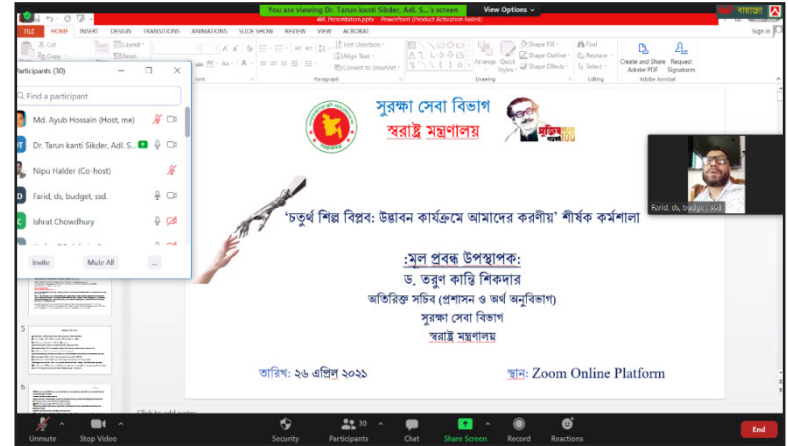 You are viewing Dr. Tarun kanti Sikder, Adl. S...'s screen
View Options
4IR_Presentation.pptx - PowerPoint (Product Activation Failed)
FILE
HOME
INSERT
DESIGN
TRANSITIONS
ANIMATIONS
SLIDE SHOW
REVIEW
VIEW
ACROBAT
Sign in
Cut
Copy
Layout
Reset
Text Direction
Align Text
Convert to SmartArt
Paragraph
Arrange
Quick Styles
Shape Fill
Shape Outline
Shape Effects
Drawing
Find
Replace
Select
Editing
Create and Share Adobe PDF
Request Signatures
Adobe Acrobat
Participants (30)
Find a participant
Md. Ayub Hossain (Host, me)
Dr. Tarun kanti Sikder, Adl. S...
Nipu Halder (Co-host)
Farid, ds, budget, ssd.
Ishrat Chowdhury
Invite
Mute All
...
সুরক্ষা সেবা বিভাগ
স্বরাষ্ট্র মন্ত্রণালয়
মুজিব
100
Farid, ds, budget, ssd.
‘চতুর্থ শিল্প বিপ্লব: উদ্ভাবন কার্যক্রমে আমাদের করণীয়’ শীর্ষক কর্মশালা
:মূল প্রবন্ধ উপস্থাপক:
ড. তরুণ কান্তি শিকদার
অতিরিক্ত সচিব (প্রশাসন ও অর্থ অনুবিভাগ)
সুরক্ষা সেবা বিভাগ
স্বরাষ্ট্র মন্ত্রণালয়
তারিখ: ২৬ এপ্রিল ২০২১
স্থান: Zoom Online Platform
5
6
Click to add notes
Unmute
Stop Video
Security
30
Participants
Chat
Share Screen
Record
Reactions
End